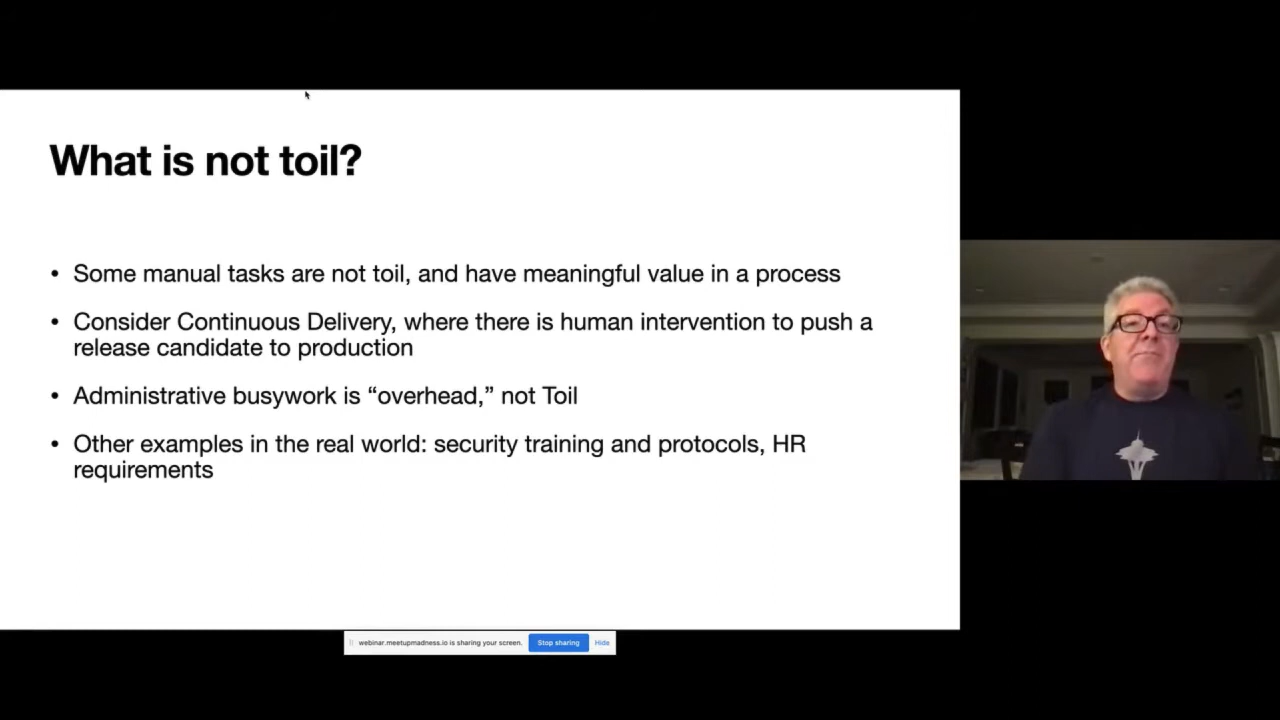 What is not toil?
• Some manual tasks are not toil, and have meaningful value in a process
• Consider Continuous Delivery, where there is human intervention to push a
release candidate to production
• Administrative busywork is “overhead,” not Toil
• Other examples in the real world: security training and protocols, HR
requirements
webinar.meetupmadness.io is sharing your screen. Stop sharing Hide